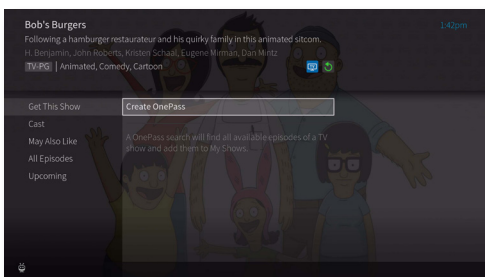 Bob's Burgers
1:42pm
Following a hamburger restaurateur and his quirky family in this animated sitcom.
H. Benjamin, John Roberts, Kristen Schaal, Eugene Mirman, Dan Mintz
TV-PG | Animated, Comedy, Cartoon
Get This Show
Create OnePass
Cast
A OnePass search will find all available episodes of a TV
May Also Like
show and add them to My Shows.
All Episodes
Upcoming